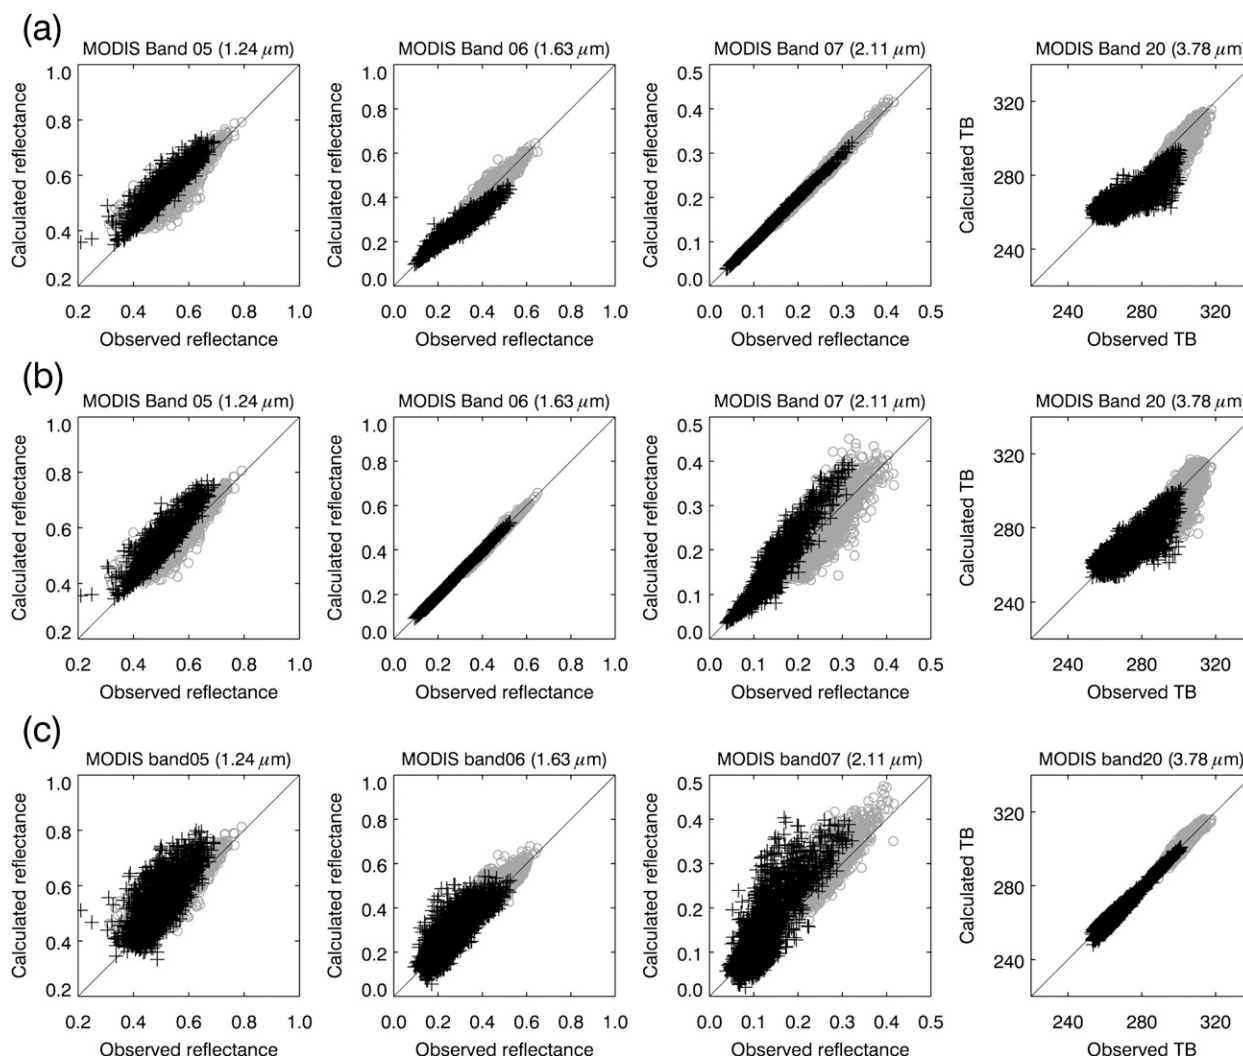 (a)
MODIS Band 05 (1.24 μm)
MODIS Band 06 (1.63 μm)
MODIS Band 07 (2.11 μm)
MODIS Band 20 (3.78 μm)
Calculated reflectance
1.0
0.8
0.6
0.4
0.2
0.2 0.4 0.6 0.8 1.0
Observed reflectance
Calculated reflectance
1.0
0.8
0.6
0.4
0.2
0.0
0.0 0.2 0.4 0.6 0.8 1.0
Observed reflectance
Calculated reflectance
0.5
0.4
0.3
0.2
0.1
0.0
0.0 0.1 0.2 0.3 0.4 0.5
Observed reflectance
Calculated TB
320
280
240
240 280 320
Observed TB
(b)
MODIS Band 05 (1.24 μm)
MODIS Band 06 (1.63 μm)
MODIS Band 07 (2.11 μm)
MODIS Band 20 (3.78 μm)
Calculated reflectance
1.0
0.8
0.6
0.4
0.2
0.2 0.4 0.6 0.8 1.0
Observed reflectance
Calculated reflectance
1.0
0.8
0.6
0.4
0.2
0.0
0.0 0.2 0.4 0.6 0.8 1.0
Observed reflectance
Calculated reflectance
0.5
0.4
0.3
0.2
0.1
0.0
0.0 0.1 0.2 0.3 0.4 0.5
Observed reflectance
Calculated TB
320
280
240
240 280 320
Observed TB
(c)
MODIS band05 (1.24 μm)
MODIS band06 (1.63 μm)
MODIS band07 (2.11 μm)
MODIS band20 (3.78 μm)
Calculated reflectance
1.0
0.8
0.6
0.4
0.2
0.2 0.4 0.6 0.8 1.0
Observed reflectance
Calculated reflectance
1.0
0.8
0.6
0.4
0.2
0.0
0.0 0.2 0.4 0.6 0.8 1.0
Observed reflectance
Calculated reflectance
0.5
0.4
0.3
0.2
0.1
0.0
0.0 0.1 0.2 0.3 0.4 0.5
Observed reflectance
Calculated TB
320
280
240
240 280 320
Observed TB